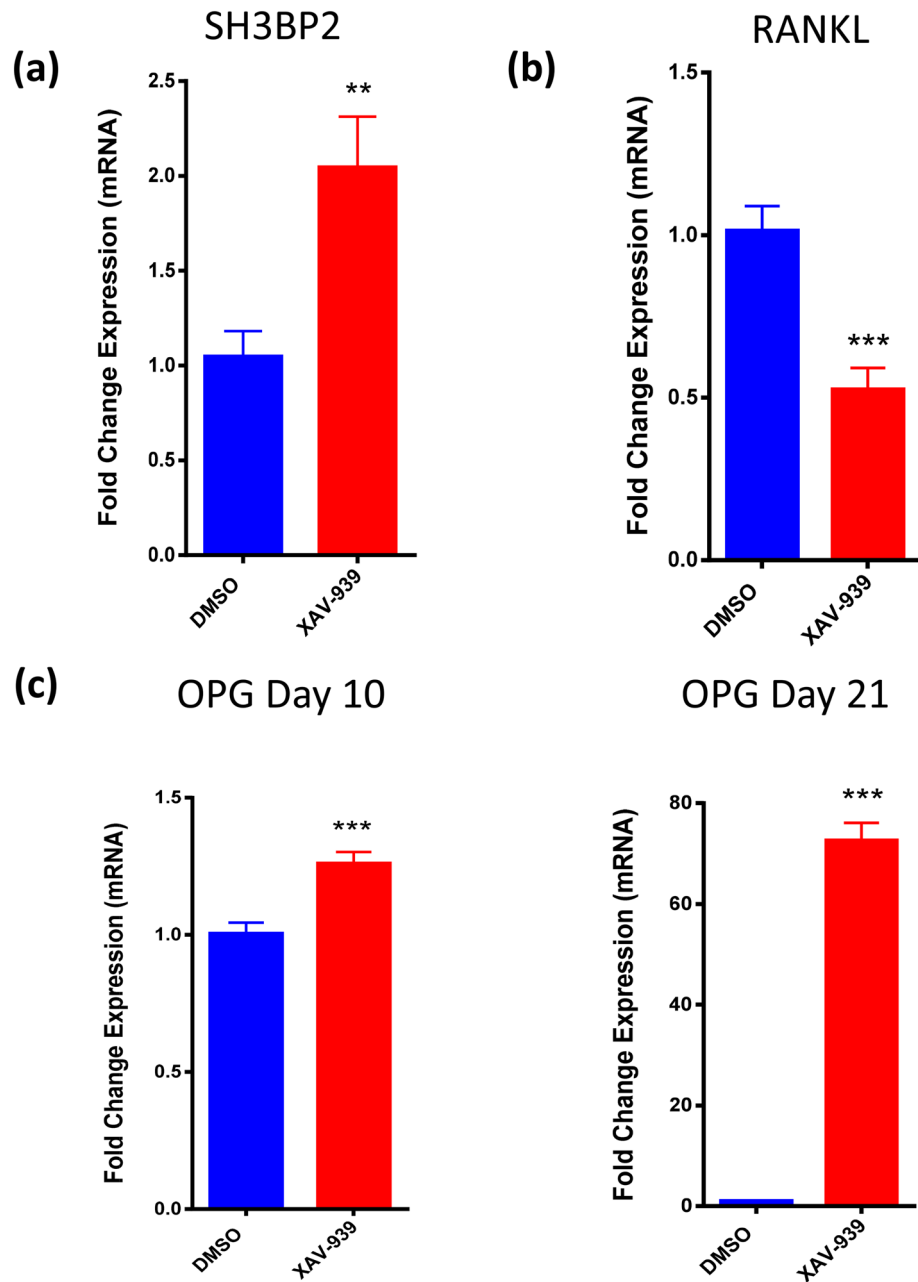 SH3BP2
(a)
Fold Change Expression (mRNA)
2.5
2.0
1.5
1.0
0.5
0.0
**
DMSO
XAV-939
RANKL
(b)
Fold Change Expression (mRNA)
1.5
1.0
0.5
0.0
***
DMSO
XAV-939
(c)
OPG Day 10
Fold Change Expression (mRNA)
1.5
1.0
0.5
0.0
***
DMSO
XAV-939
OPG Day 21
Fold Change Expression (mRNA)
80
60
40
20
0
***
DMSO
XAV-939